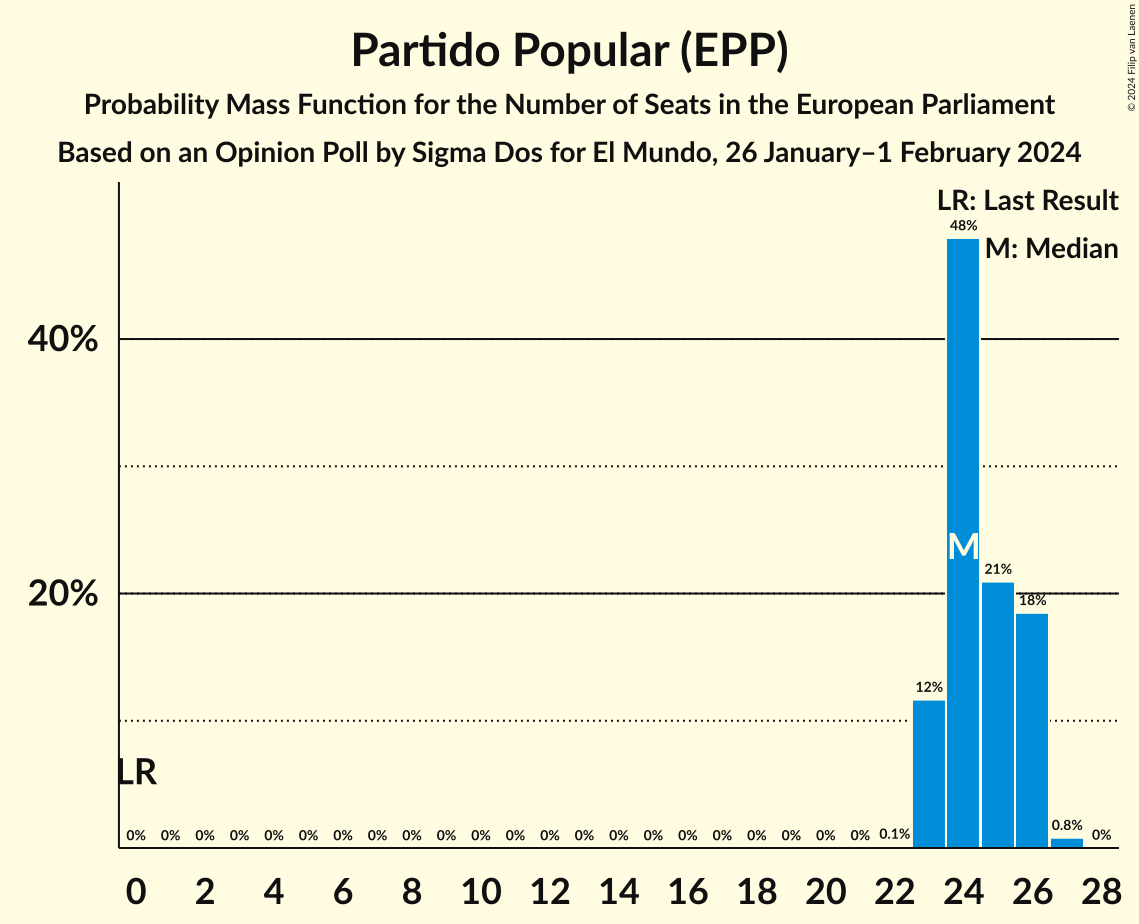 Partido Popular (EPP)
Probability Mass Function for the Number of Seats in the European Parliament
Based on an Opinion Poll by Sigma Dos for El Mundo, 26 January–1 February 2024
© 2024 Filip van Laenen
LR: Last Result
M: Median
48%
40%
M
21%
20%
18%
12%
LR
0% 0% 0% 0% 0% 0% 0% 0% 0% 0% 0% 0% 0% 0% 0% 0% 0% 0% 0% 0% 0% 0% 0.1% 0.8% 0%
0 2 4 6 8 10 12 14 16 18 20 22 24 26 28